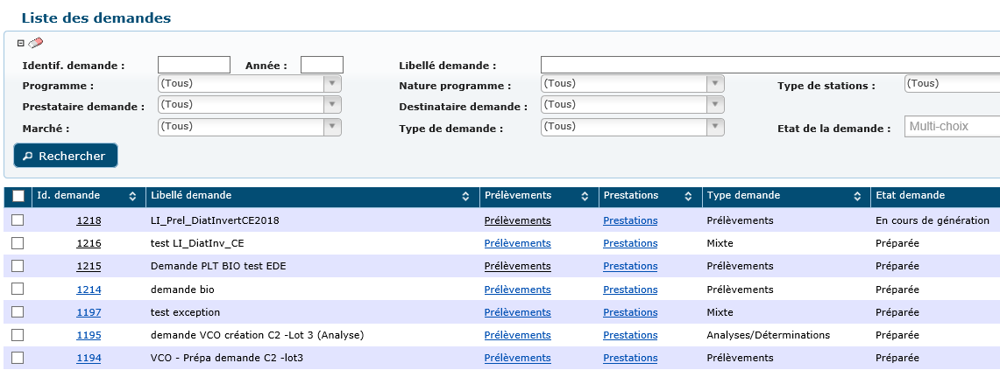 Liste des demandes
Identif. demande : Année : Libellé demande :
Programme : (Tous) Nature programme : (Tous) Type de stations : (Tous)
Prestataire demande : (Tous) Destinataire demande : (Tous)
Marché : (Tous) Type de demande : (Tous) Etat de la demande : Multi-choix
Rechercher
Id. demande Libellé demande Prélèvements Prestations Type demande Etat demande
1218 LI_Prel_DiatInvertCE2018 Prélèvements Prestations Prélèvements En cours de génération
1216 test LI_DiatInv_CE Prélèvements Prestations Mixte Préparée
1215 Demande PLT BIO test EDE Prélèvements Prestations Prélèvements Préparée
1214 demande bio Prélèvements Prestations Prélèvements Préparée
1197 test exception Prélèvements Prestations Mixte Préparée
1195 demande VCO création C2 -Lot 3 (Analyse) Prélèvements Prestations Analyses/Déterminations Préparée
1194 VCO - Prépa demande C2 -lot3 Prélèvements Prestations Prélèvements Préparée